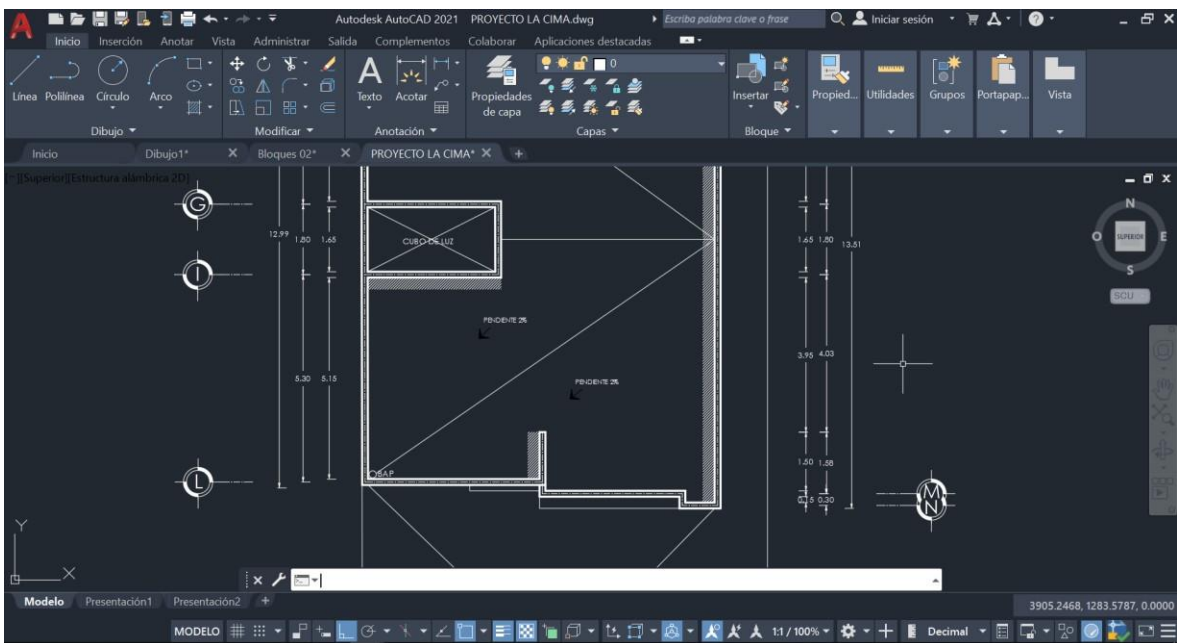 Autodesk AutoCAD 2021 PROYECTO LA CIMA.dwg Escriba palabra clave o frase Iniciar sesión
Inicio Inserción Anotar Vista Administrar Salida Complementos Colaborar Aplicaciones destacadas
0
Línea Polilínea Círculo Arco Texto Acotar Propiedades de capa Insertar Propied... Utilidades Grupos Portapap... Vista
Dibujo Modificar Anotación Capas Bloque
Inicio Dibujo1* Bloques 02* PROYECTO LA CIMA*
[−][Superior][Estructura alámbrica 2D]
G
N
12.99 1.80 1.65 CUBO DE LUZ 1.65 1.80 13.51
O SUPERIOR E
S
I
SCU
PENDIENTE 2%
3.95 4.03
5.30 5.15 PENDIENTE 2%
1.50 1.58
BAP
L
M
0.30
N
Y
X
Modelo Presentación1 Presentación2 +
3905.2468, 1283.5787, 0.0000
MODELO 1:1 / 100% Decimal